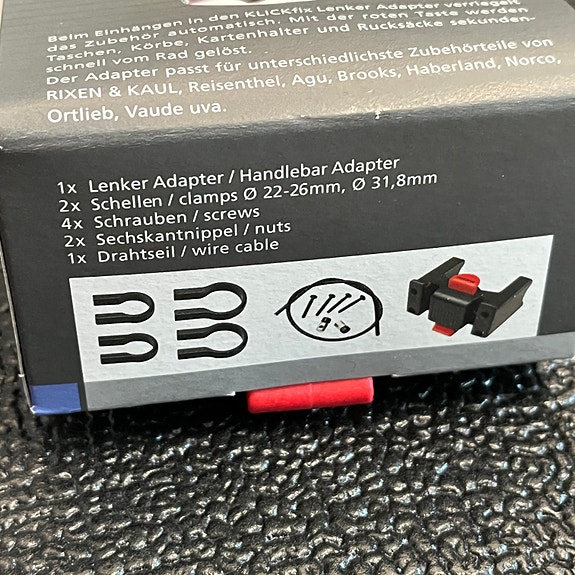 Beim Einhängen in den KLICKfix Lenker Adapter verriegelt
das Zubehör automatisch. Mit der roten Taste werden
Taschen, Körbe, Kartenhalter und Rucksäcke sekunden-
schnell vom Rad gelöst.
Der Adapter passt für unterschiedlichste Zubehörteile von
RIXEN & KAUL, Reisenthel, Agu, Brooks, Haberland, Norco,
Ortlieb, Vaude uva.
1x Lenker Adapter / Handlebar Adapter
2x Schellen / clamps Ø 22-26mm, Ø 31,8mm
4x Schrauben / screws
2x Sechskantnippel / nuts
1x Drahtseil / wire cable